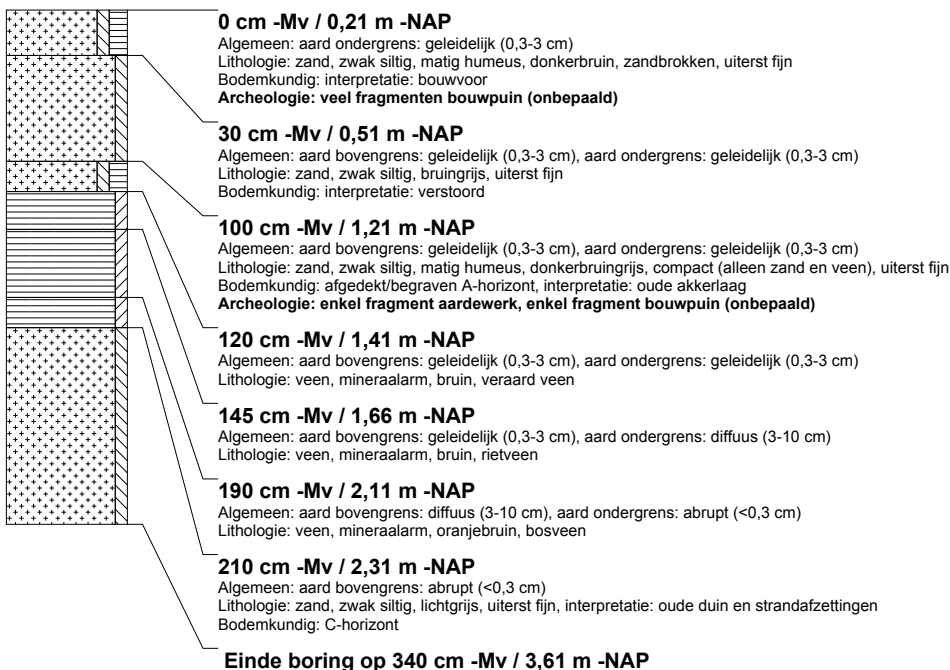 0 cm -Mv / 0,21 m -NAP
Algemeen: aard ondergrens: geleidelijk (0,3-3 cm)
Lithologie: zand, zwak siltig, matig humeus, donkerbruin, zandbrokken, uiterst fijn
Bodemkundig: interpretatie: bouwvoor
Archeologie: veel fragmenten bouwpuin (onbepaald)
30 cm -Mv / 0,51 m -NAP
Algemeen: aard bovengrens: geleidelijk (0,3-3 cm), aard ondergrens: geleidelijk (0,3-3 cm)
Lithologie: zand, zwak siltig, bruingrijs, uiterst fijn
Bodemkundig: interpretatie: verstoord
100 cm -Mv / 1,21 m -NAP
Algemeen: aard bovengrens: geleidelijk (0,3-3 cm), aard ondergrens: geleidelijk (0,3-3 cm)
Lithologie: zand, zwak siltig, matig humeus, donkerbruingrijs, compact (alleen zand en veen), uiterst fijn
Bodemkundig: afgedekt/begraven A-horizont, interpretatie: oude akkerlaag
Archeologie: enkel fragment aardewerk, enkel fragment bouwpuin (onbepaald)
120 cm -Mv / 1,41 m -NAP
Algemeen: aard bovengrens: geleidelijk (0,3-3 cm), aard ondergrens: geleidelijk (0,3-3 cm)
Lithologie: veen, mineraalarm, bruin, veraard veen
145 cm -Mv / 1,66 m -NAP
Algemeen: aard bovengrens: geleidelijk (0,3-3 cm), aard ondergrens: diffuus (3-10 cm)
Lithologie: veen, mineraalarm, bruin, rietveen
190 cm -Mv / 2,11 m -NAP
Algemeen: aard bovengrens: diffuus (3-10 cm), aard ondergrens: abrupt (<0,3 cm)
Lithologie: veen, mineraalarm, oranjebruin, bosveen
210 cm -Mv / 2,31 m -NAP
Algemeen: aard bovengrens: abrupt (<0,3 cm)
Lithologie: zand, zwak siltig, lichtgrijs, uiterst fijn, interpretatie: oude duin en strandafzettingen
Bodemkundig: C-horizont
Einde boring op 340 cm -Mv / 3,61 m -NAP